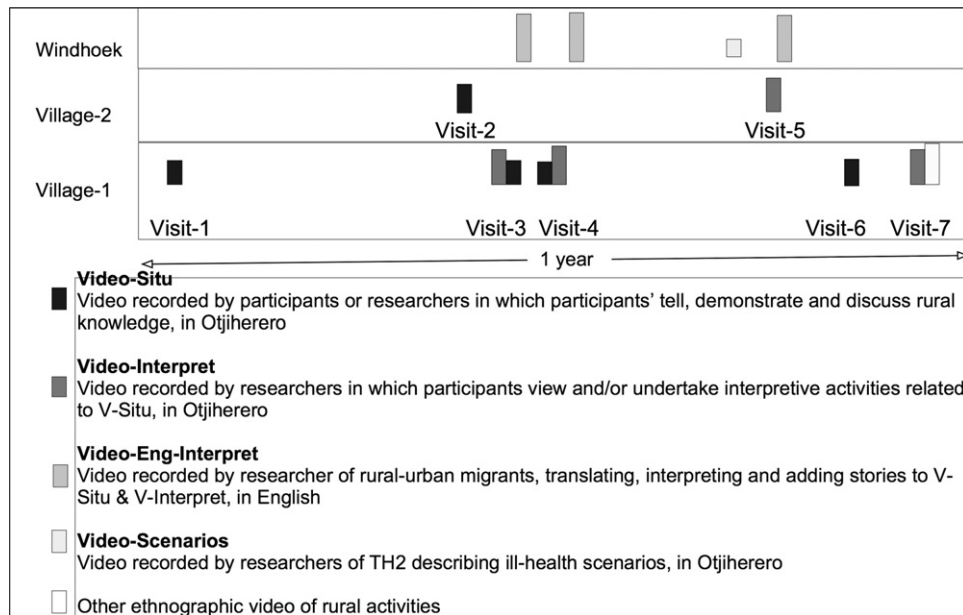 Windhoek
Village-2
Visit-2 Visit-5
Village-1
Visit-1 Visit-3 Visit-4 Visit-6 Visit-7
1 year
Video-Situ
Video recorded by participants or researchers in which participants' tell, demonstrate and discuss rural
knowledge, in Otjiherero
Video-Interpret
Video recorded by researchers in which participants view and/or undertake interpretive activities related
to V-Situ, in Otjiherero
Video-Eng-Interpret
Video recorded by researcher of rural-urban migrants, translating, interpreting and adding stories to V-
Situ & V-Interpret, in English
Video-Scenarios
Video recorded by researchers of TH2 describing ill-health scenarios, in Otjiherero
Other ethnographic video of rural activities